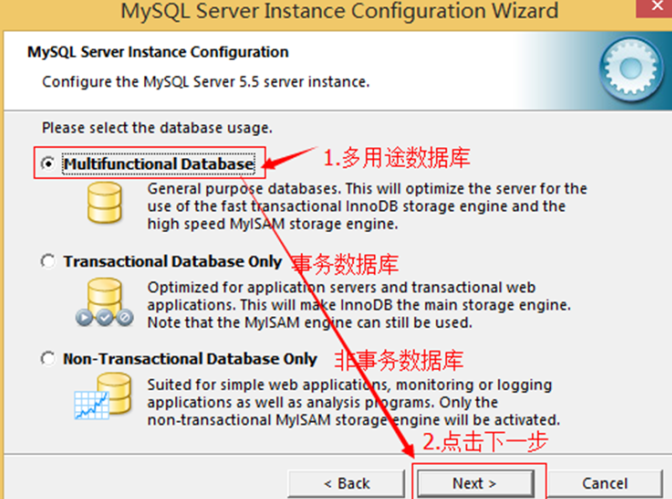 MySQL Server Instance Configuration Wizard
MySQL Server Instance Configuration
Configure the MySQL Server 5.5 server instance.
Please select the database usage.
Multifunctional Database
1.多用途数据库
General purpose databases. This will optimize the server for the
use of the fast transactional InnoDB storage engine and the
high speed MyISAM storage engine.
Transactional Database Only
事务数据库
Optimized for application servers and transactional web
applications. This will make InnoDB the main storage engine.
Note that the MyISAM engine can still be used.
Non-Transactional Database Only
非事务数据库
Suited for simple web applications, monitoring or logging
applications as well as analysis programs. Only the
non-transactional MyISAM storage engine will be activated.
2.点击下一步
< Back
Next >
Cancel